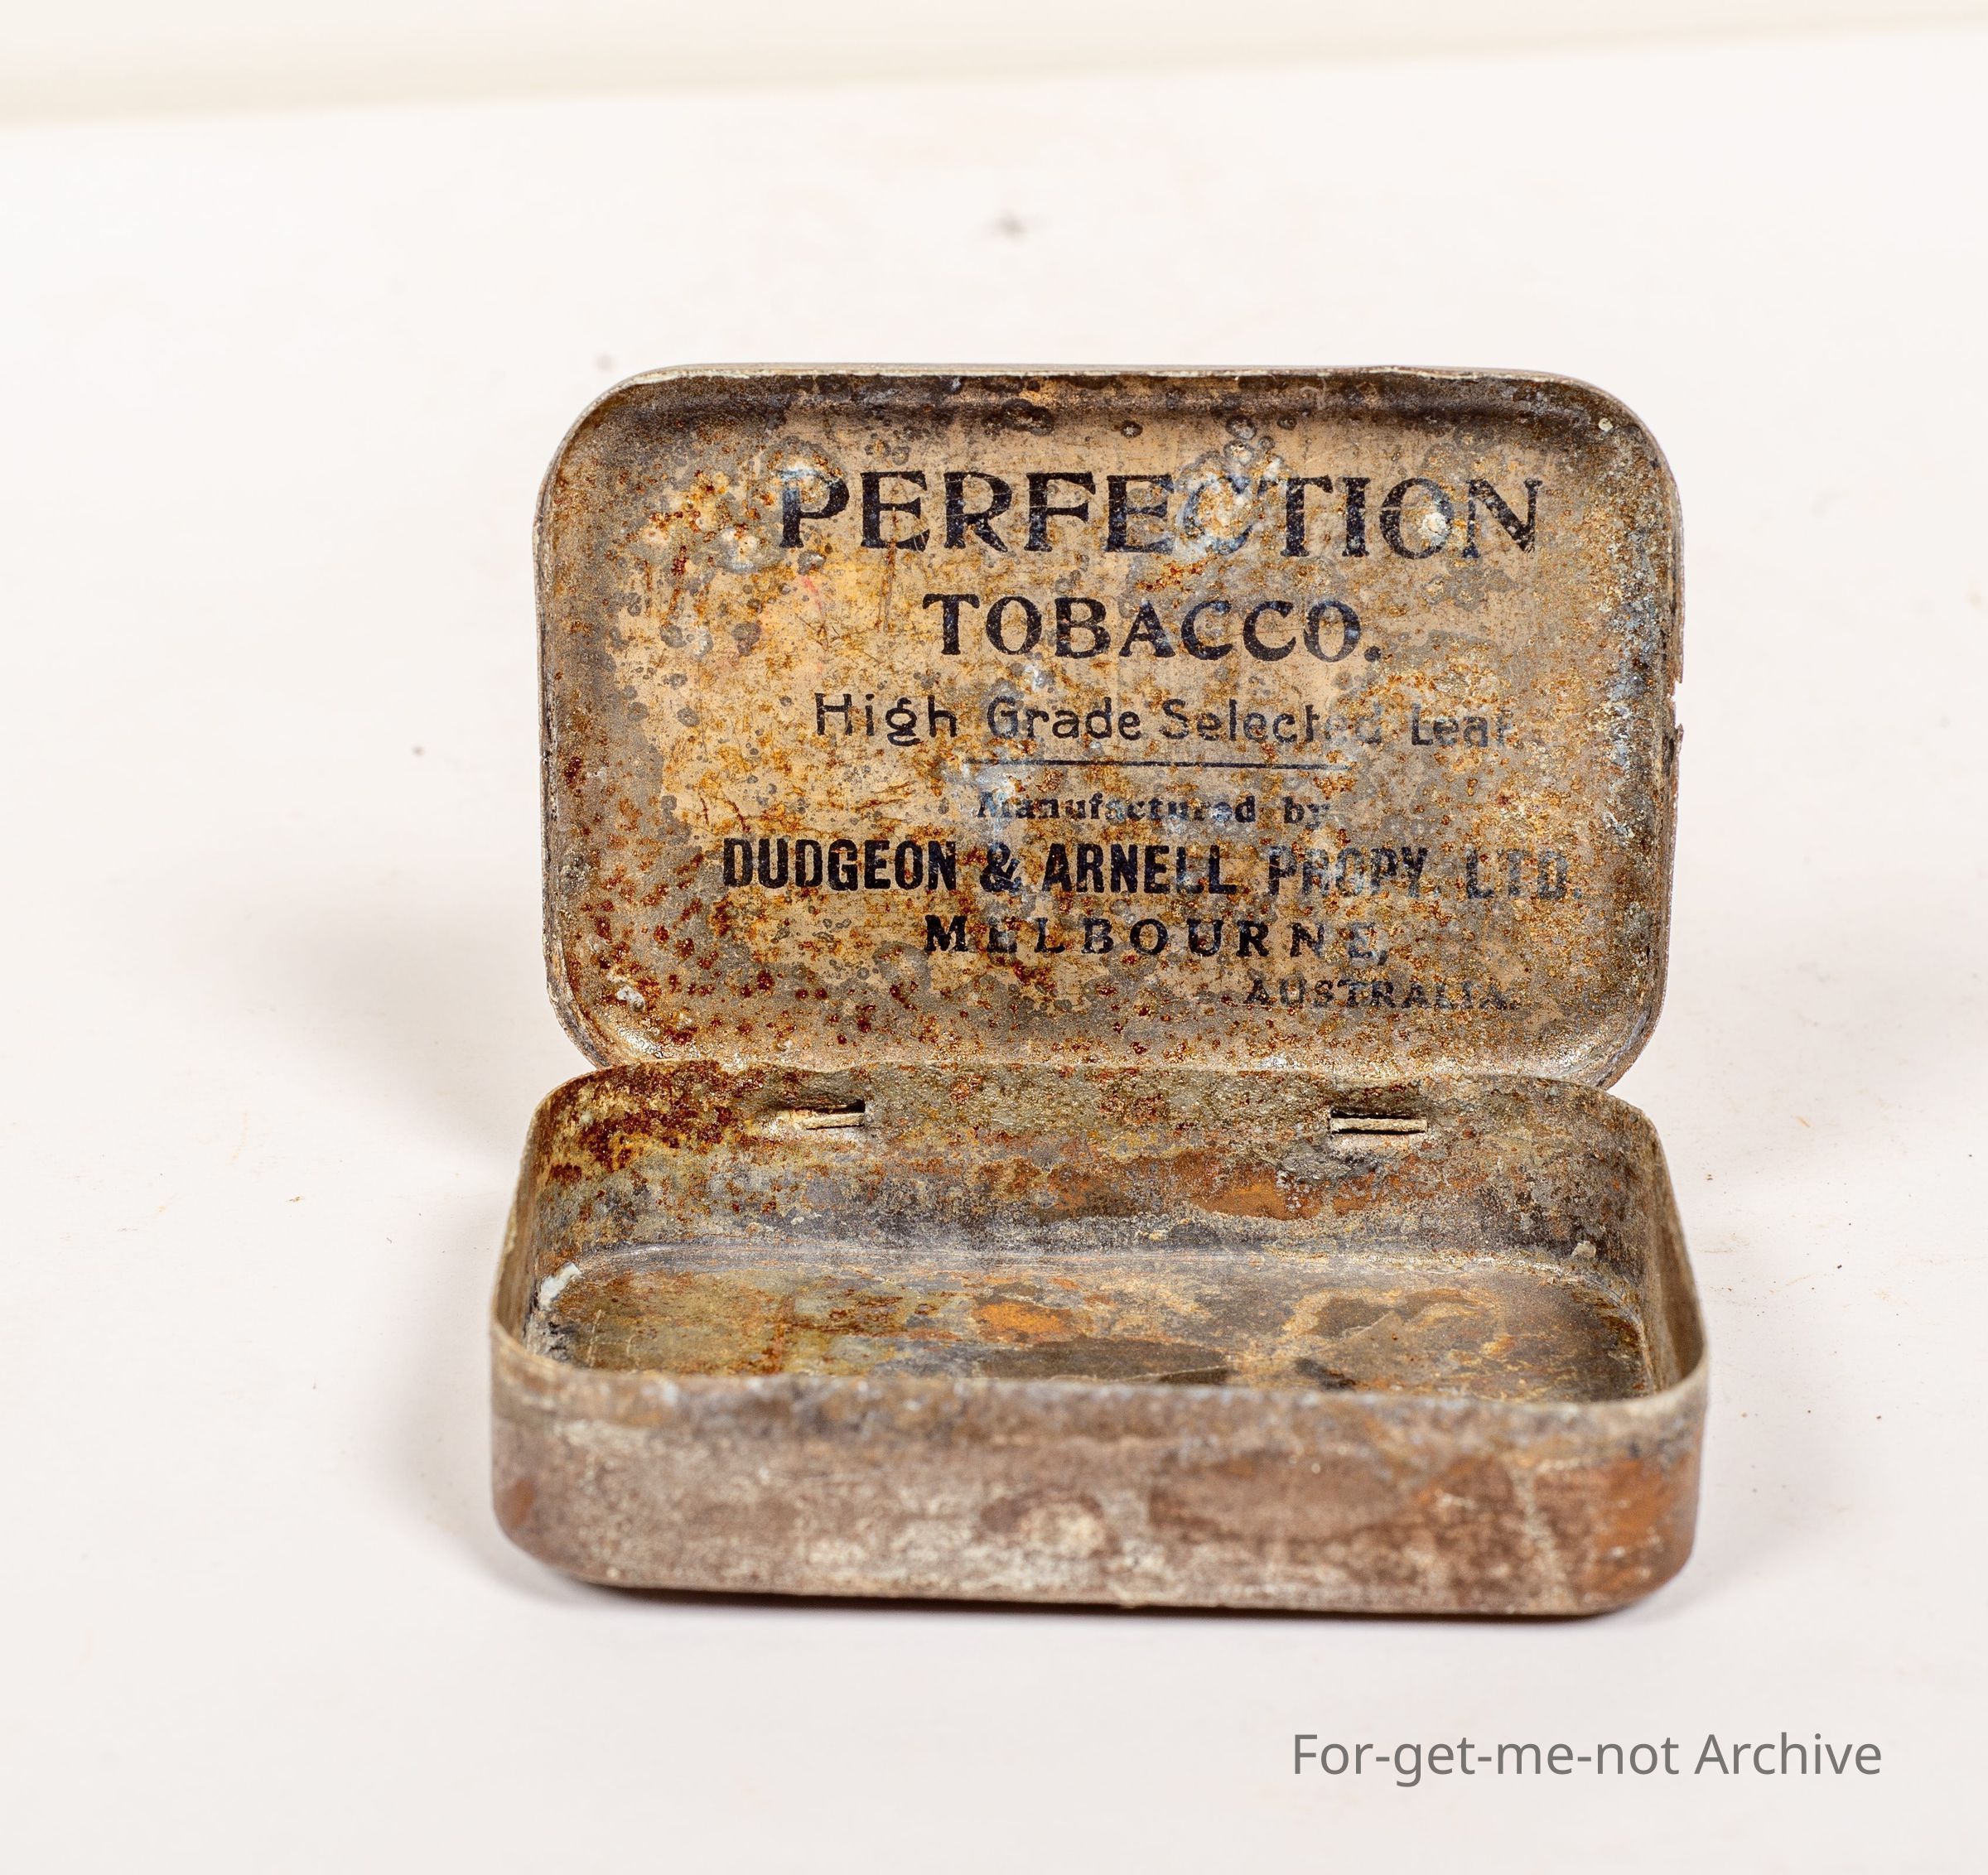 PERFECTION
TOBACCO.
High Grade Selected Leaf.
Manufactured by
DUDGEON & ARNELL PROPY LTD.
MELBOURNE,
AUSTRALIA.
For-get-me-not Archive